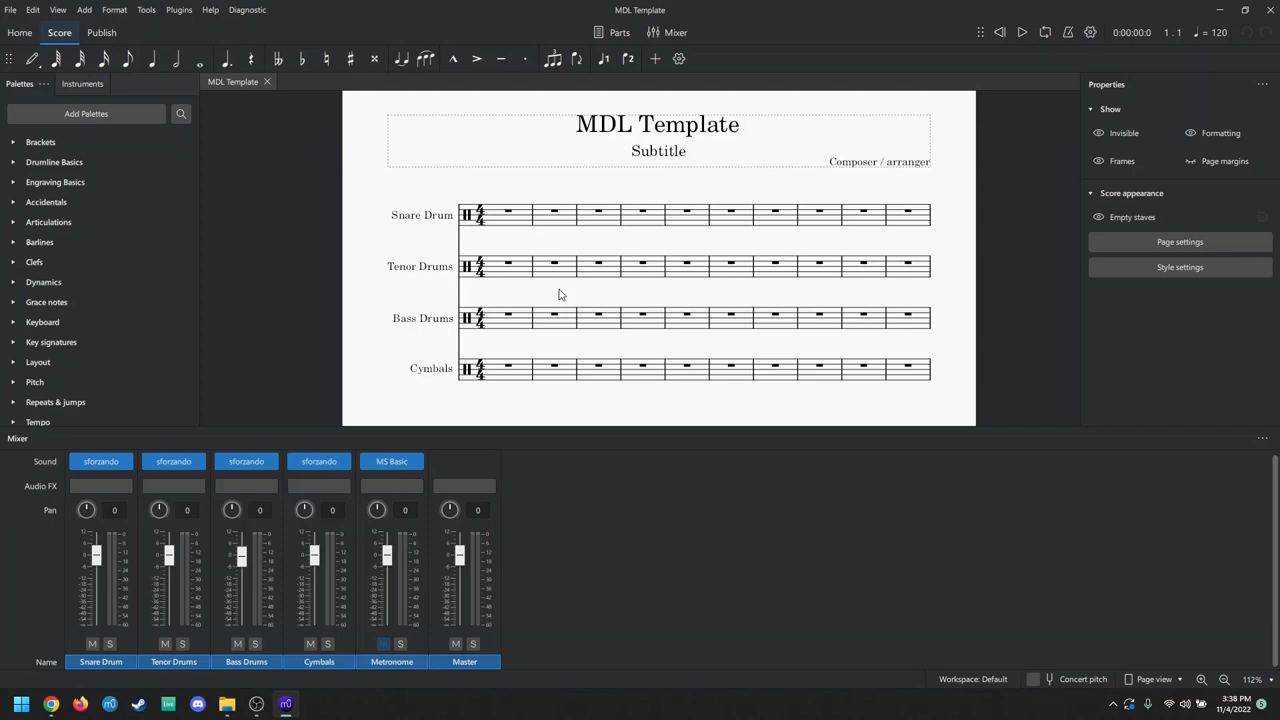 File Edit View Add Format Tools Plugins Help Diagnostic
MDL Template
Home Score Publish
Parts Mixer
0:00:00:0 1. 1 = 120
Palettes Instruments
MDL Template
Properties
Add Palettes
Brackets
Drumline Basics
Engraving Basics
Accidentals
Articulations
Barlines
Clefs
Dynamics
Grace notes
Keyboard
Key signatures
Layout
Pitch
Repeats & jumps
Tempo
MDL Template
Subtitle
Composer / arranger
Snare Drum
Tenor Drums
Bass Drums
Cymbals
Show
Invisible Formatting
Frames Page margins
Score appearance
Empty staves
Page settings
Style settings
Mixer
Sound sforzando sforzando sforzando sforzando MS Basic
Audio FX
Pan 0 0 0 0 0 0
M S M S M S M S M S M S
Name Snare Drum Tenor Drums Bass Drums Cymbals Metronome Master
Workspace: Default Concert pitch Page view 112%
3:38 PM
11/4/2022